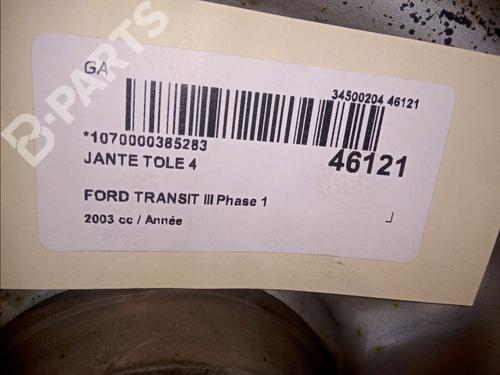 B-PARTS
GA
34500204 46121
*1070000385283
46121
JANTE TOLE 4
FORD TRANSIT III Phase 1
2003 cc / Année